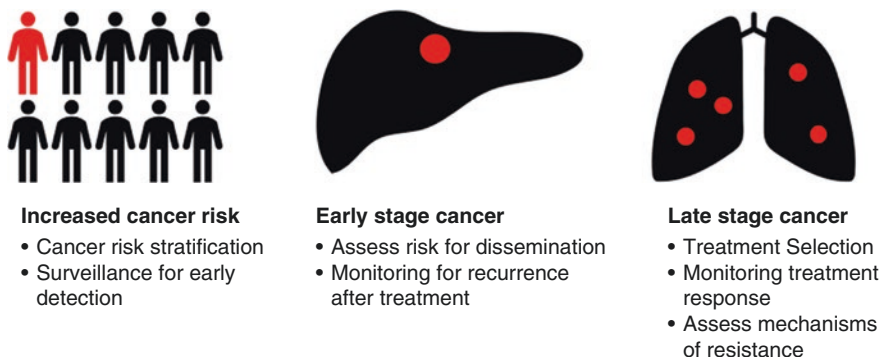 Increased cancer risk
• Cancer risk stratification
• Surveillance for early
detection
Early stage cancer
• Assess risk for dissemination
• Monitoring for recurrence
after treatment
Late stage cancer
• Treatment Selection
• Monitoring treatment
response
• Assess mechanisms
of resistance